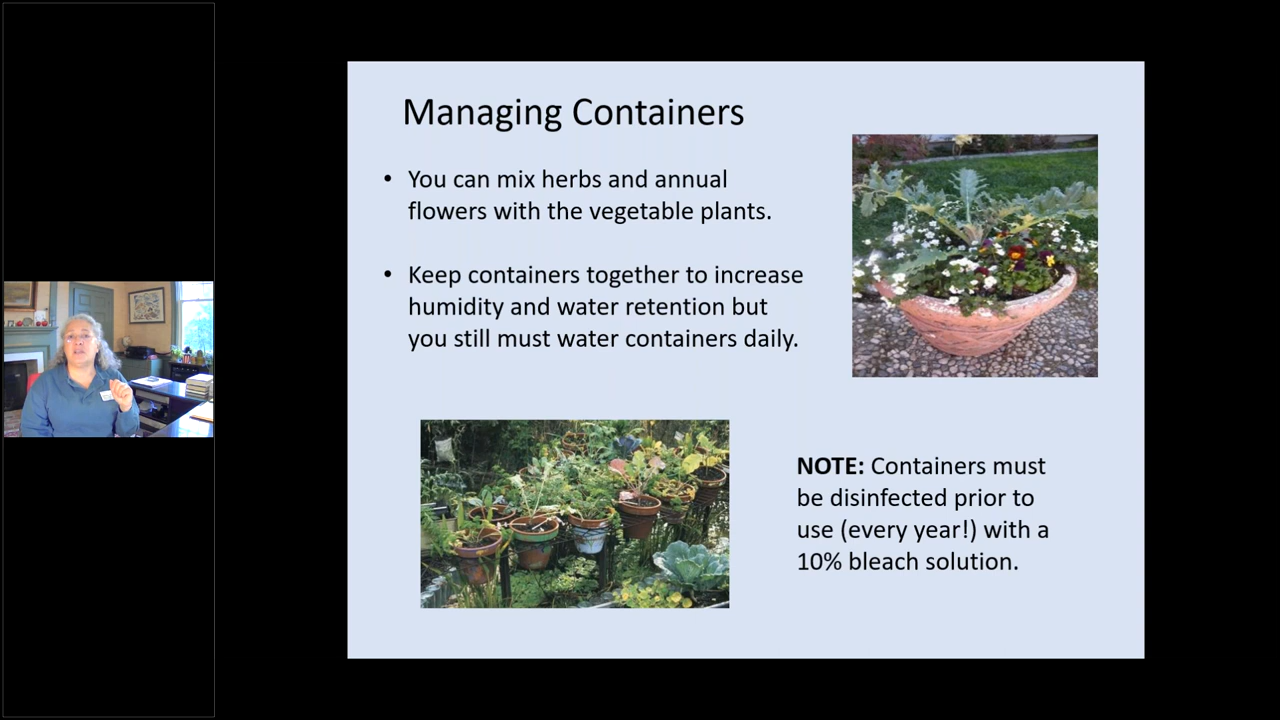 Managing Containers
• You can mix herbs and annual
flowers with the vegetable plants.
• Keep containers together to increase
humidity and water retention but
you still must water containers daily.
NOTE: Containers must
be disinfected prior to
use (every year!) with a
10% bleach solution.